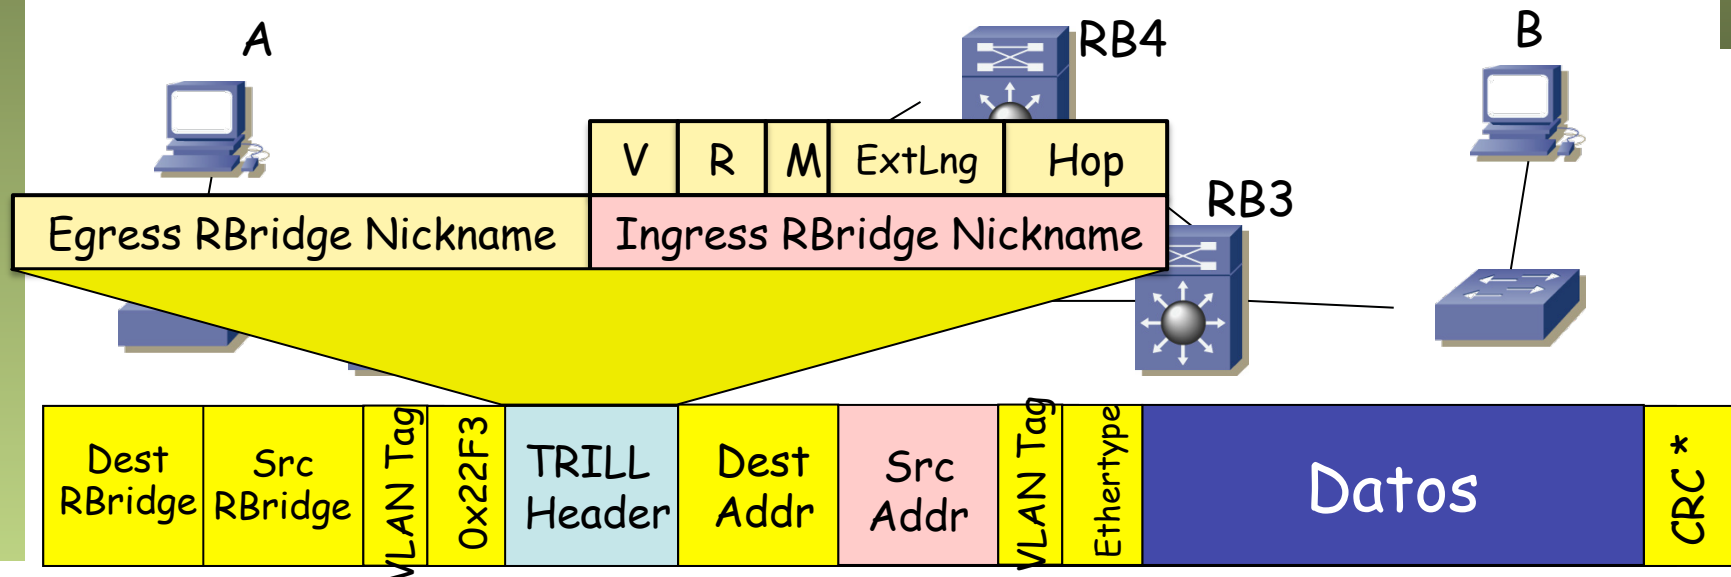 A
RB4
B
V R M ExtLng Hop
RB3
Egress RBridge Nickname Ingress RBridge Nickname
Dest
RBridge
Src
RBridge
VLAN Tag
0x22F3
TRILL
Header
Dest
Addr
Src
Addr
VLAN Tag
Ethertype
Datos
CRC *